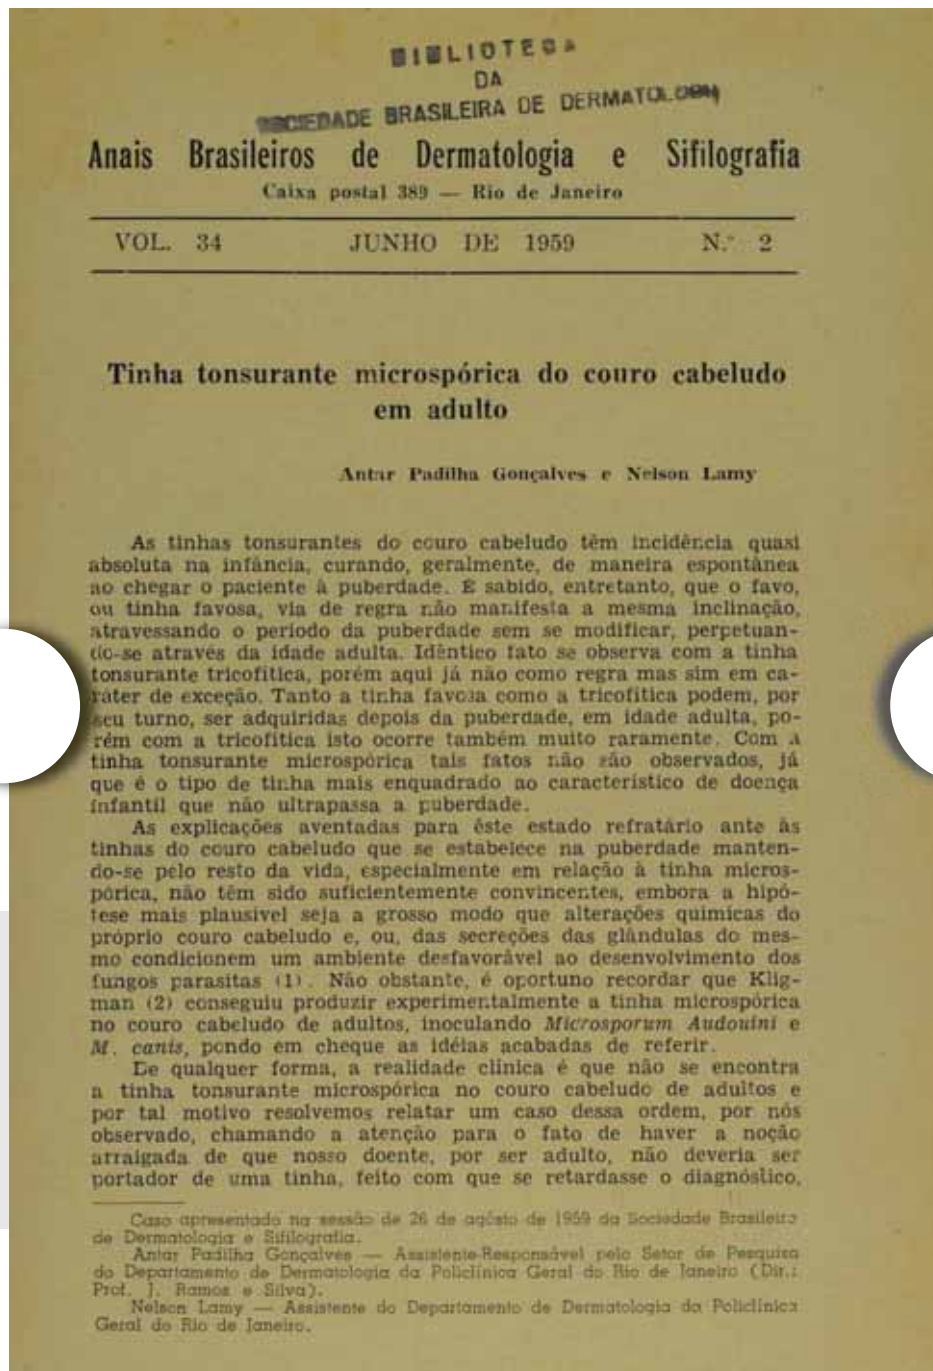 BIBLIOTECA
DA
SOCIEDADE BRASILEIRA DE DERMATOLOGIA
Anais Brasileiros de Dermatologia e Sifilografia
Caixa postal 389 — Rio de Janeiro
VOL. 34 JUNHO DE 1959 N.° 2
Tinha tonsurante microspórica do couro cabeludo
em adulto
Antar Padilha Gonçalves e Nelson Lamy
As tinhas tonsurantes do couro cabeludo têm incidência quasi
absoluta na infância, curando, geralmente, de maneira espontânea
ao chegar o paciente à puberdade. É sabido, entretanto, que o favo,
ou tinha favosa, via de regra não manifesta a mesma inclinação,
atravessando o período da puberdade sem se modificar, perpetuan-
do-se através da idade adulta. Idêntico fato se observa com a tinha
tonsurante tricofítica, porém aqui já não como regra mas sim em ca-
ráter de exceção. Tanto a tinha favosa como a tricofítica podem, por
seu turno, ser adquiridas depois da puberdade, em idade adulta, po-
rém com a tricofítica isto ocorre também muito raramente. Com a
tinha tonsurante microspórica tais fatos não são observados, já
que é o tipo de tinha mais enquadrado ao característico de doença
infantil que não ultrapassa a puberdade.
As explicações aventadas para êste estado refratário ante às
tinhas do couro cabeludo que se estabelece na puberdade manten-
do-se pelo resto da vida, especialmente em relação à tinha micros-
pórica, não têm sido suficientemente convincentes, embora a hipó-
tese mais plausível seja a grosso modo que alterações químicas do
próprio couro cabeludo e, ou, das secreções das glândulas do mes-
mo condicionem um ambiente desfavorável ao desenvolvimento dos
fungos parasitas (1). Não obstante, é oportuno recordar que Klig-
man (2) conseguiu produzir experimentalmente a tinha microspórica
no couro cabeludo de adultos, inoculando Microsporum Audouini e
M. canis, pondo em cheque as idéias acabadas de referir.
De qualquer forma, a realidade clínica é que não se encontra
a tinha tonsurante microspórica no couro cabeludo de adultos e
por tal motivo resolvemos relatar um caso dessa ordem, por nós
observado, chamando a atenção para o fato de haver a noção
arraigada de que nosso doente, por ser adulto, não deveria ser
portador de uma tinha, feito com que se retardasse o diagnóstico,
Caso apresentado na sessão de 26 de agôsto de 1959 da Sociedade Brasileira
de Dermatologia e Sifilografia.
Antar Padilha Gonçalves — Assistente-Responsável pelo Setor de Pesquisa
do Departamento de Dermatologia da Policlínica Geral do Rio de Janeiro (Dir.:
Prof. J. Ramos e Silva).
Nelson Lamy — Assistente do Departamento de Dermatologia da Policlínica
Geral do Rio de Janeiro.